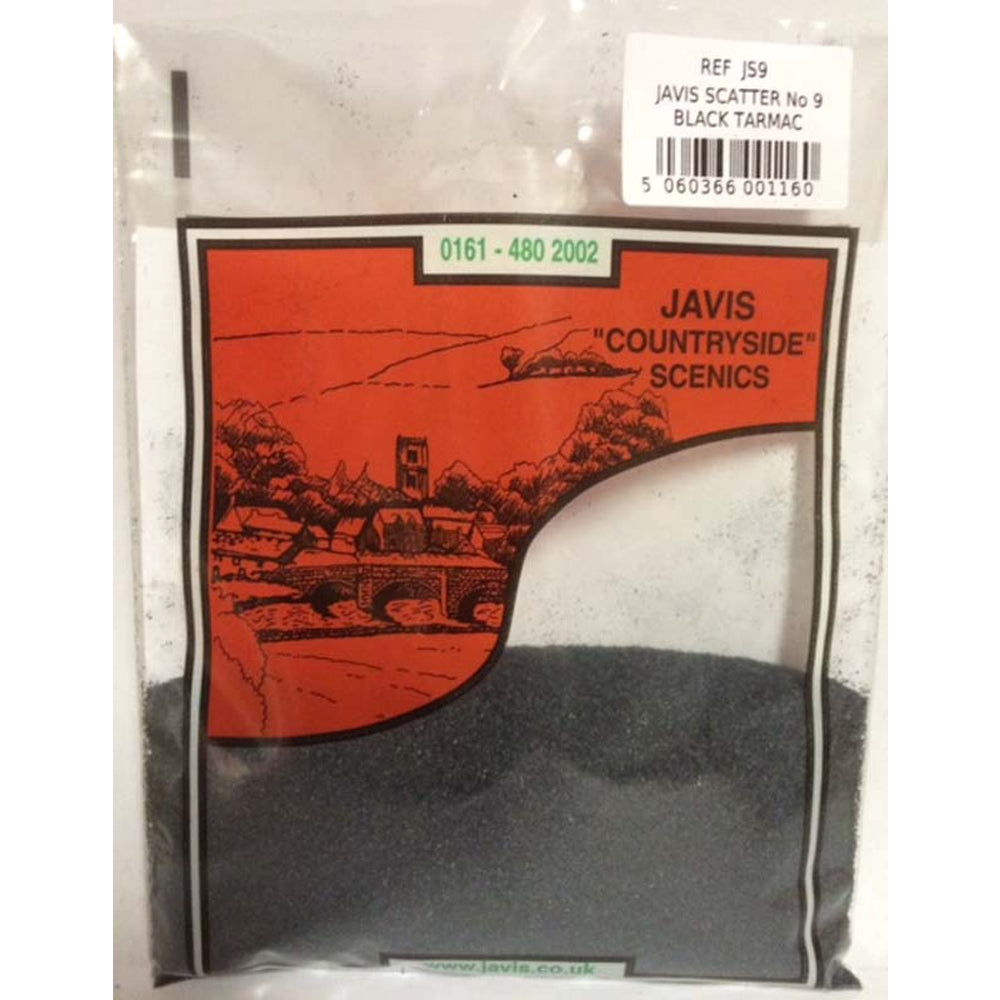 REF JS9
JAVIS SCATTER No 9
BLACK TARMAC
5 060366 001160
0161 - 480 2002
JAVIS
"COUNTRYSIDE"
SCENICS
www.javis.co.uk